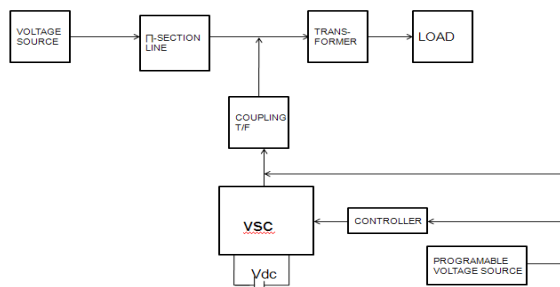 VOLTAGE
SOURCE
Π-SECTION
LINE
TRANS-
FORMER
LOAD
COUPLING
T/F
VSC
CONTROLLER
Vdc
PROGRAMABLE
VOLTAGE SOURCE